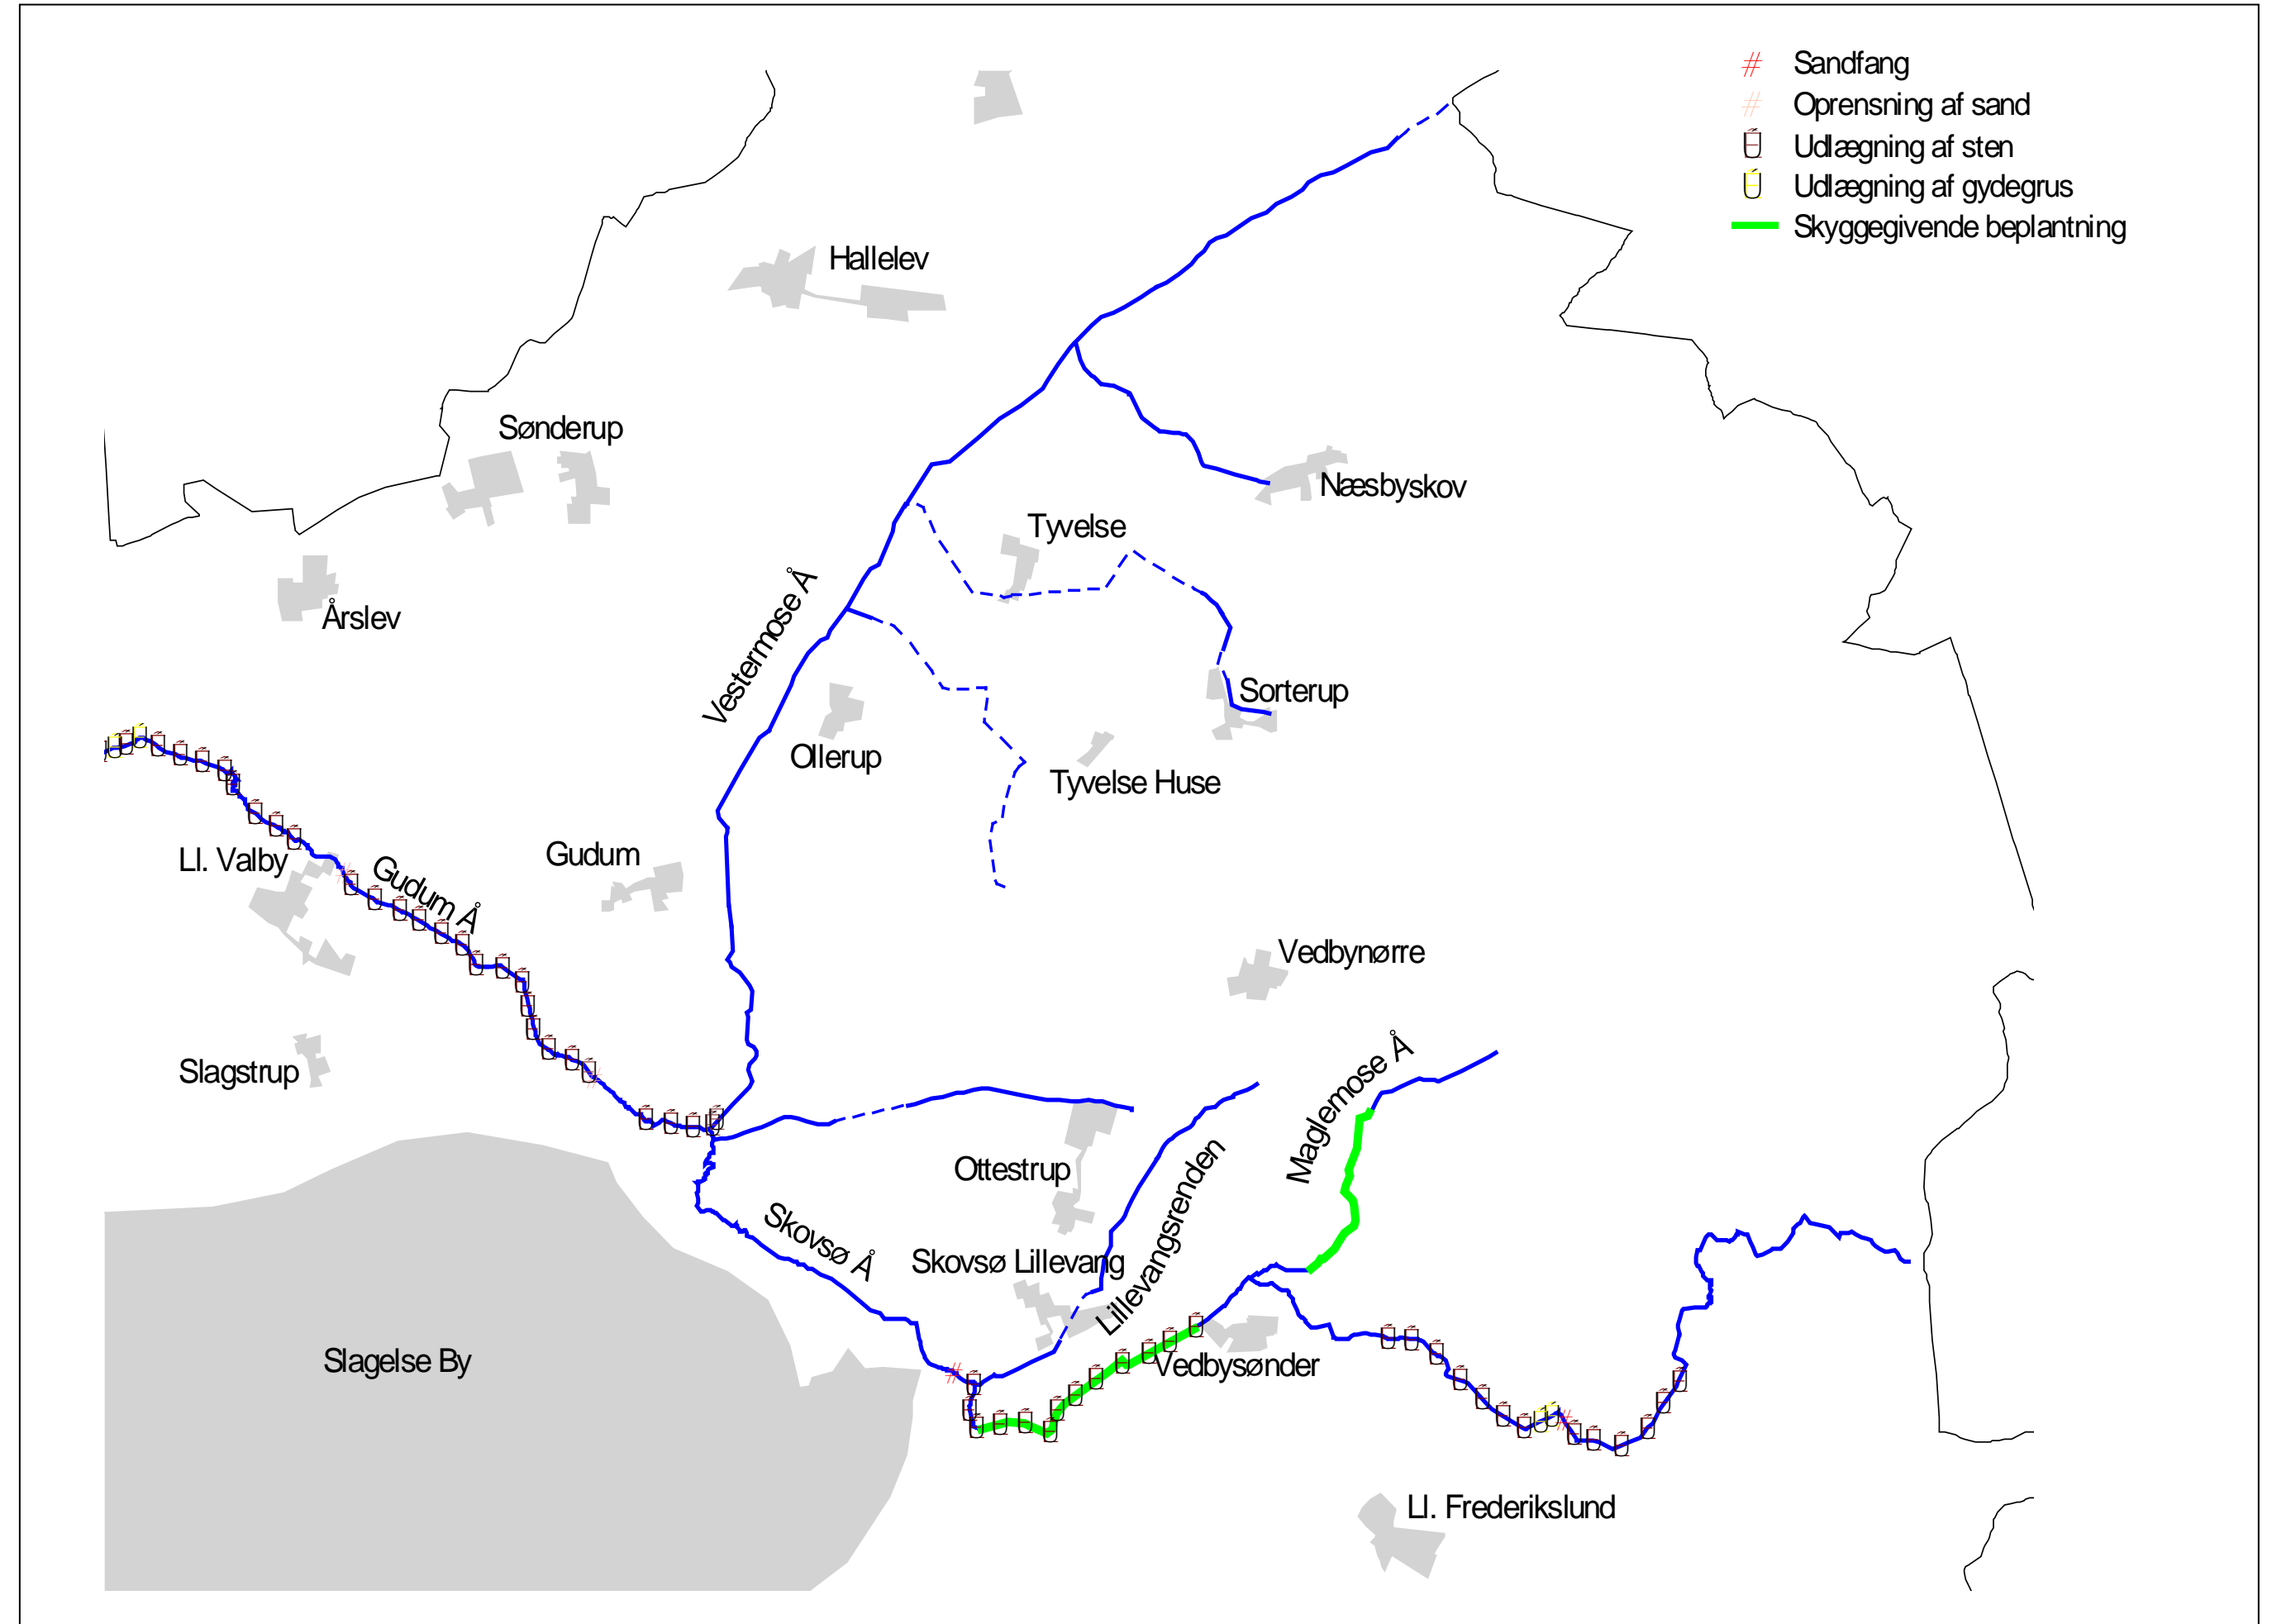 Sandfang
Oprensning af sand
Udlægning af sten
Udlægning af gydegrus
Skyggegivende beplantning
Hallelev
Sønderup
Næsbyskov
Tyvelse
Årslev
Vestermose Å
Sorterup
Ollerup
Tyvelse Huse
Ll. Valby
Gudum Å
Gudum
Vedbynørre
Slagstrup
Maglemose Å
Ottestrup
Lillevangsrenden
Skovsø Å
Skovsø Lillevang
Slagelse By
Vedbysønder
Ll. Frederikslund